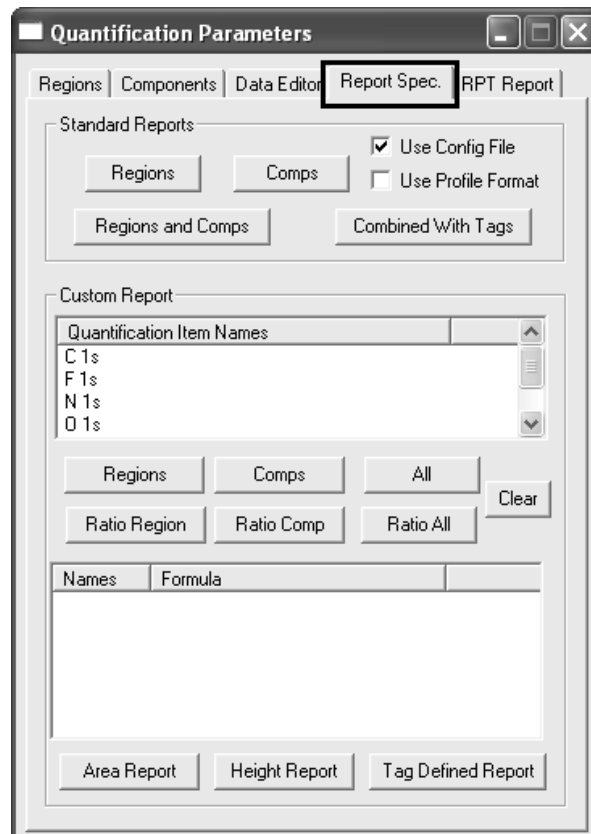 Quantification Parameters
Regions Components Data Editor Report Spec. RPT Report
Standard Reports
Use Config File
Regions Comps
Use Profile Format
Regions and Comps Combined With Tags
Custom Report
Quantification Item Names
C 1s
F 1s
N 1s
O 1s
Regions Comps All
Clear
Ratio Region Ratio Comp Ratio All
Names Formula
Area Report Height Report Tag Defined Report